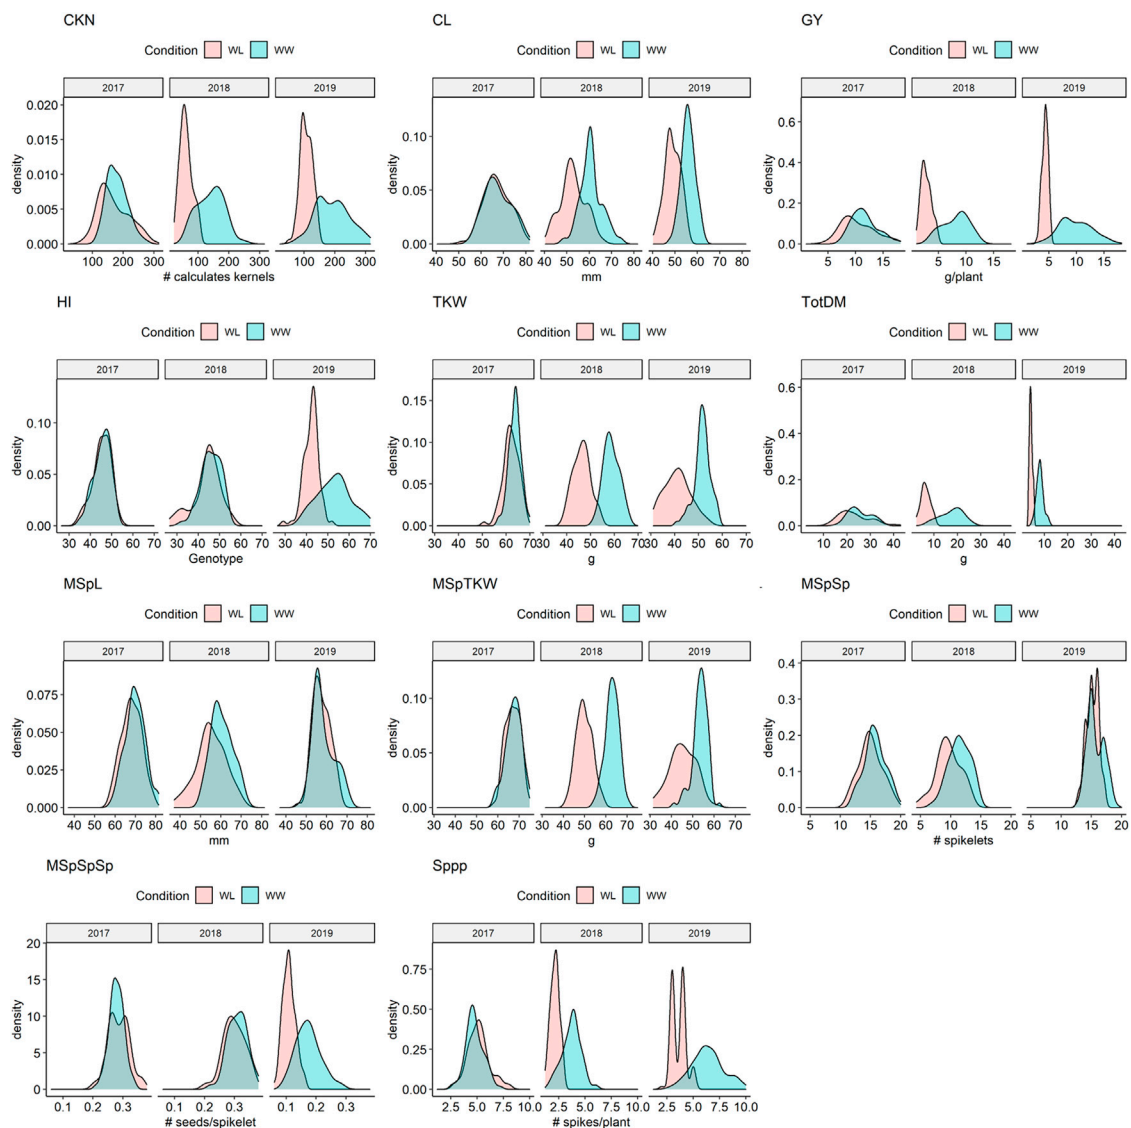 CKN
CL
GY
Condition WL WW
Condition WL WW
Condition WL WW
2017 2018 2019
2017 2018 2019
2017 2018 2019
density
0.020
0.015
0.010
0.005
0.000
density
0.10
0.05
0.00
density
0.6
0.4
0.2
0.0
100 200 300 100 200 300 100 200 300
40 50 60 70 80 40 50 60 70 80 40 50 60 70 80
5 10 15 5 10 15 5 10 15
# calculates kernels
mm
g/plant
HI
TKW
TotDM
Condition WL WW
Condition WL WW
Condition WL WW
2017 2018 2019
2017 2018 2019
2017 2018 2019
density
0.10
0.05
0.00
density
0.15
0.10
0.05
0.00
density
0.6
0.4
0.2
0.0
30 40 50 60 70 30 40 50 60 70 30 40 50 60 70
30 40 50 60 70 30 40 50 60 70 30 40 50 60 70
10 20 30 40 10 20 30 40 10 20 30 40
Genotype
g
g
MSpL
MSpTKW
MSpSp
Condition WL WW
Condition WL WW
Condition WL WW
2017 2018 2019
2017 2018 2019
2017 2018 2019
density
0.075
0.050
0.025
0.000
density
0.10
0.05
0.00
density
0.4
0.3
0.2
0.1
0.0
40 50 60 70 80 40 50 60 70 80 40 50 60 70 80
30 40 50 60 70 30 40 50 60 70 30 40 50 60 70
5 10 15 20 5 10 15 20 5 10 15 20
mm
g
# spikelets
MSpSpSp
Sppp
Condition WL WW
Condition WL WW
2017 2018 2019
2017 2018 2019
density
20
15
10
5
0
density
0.75
0.50
0.25
0.00
0.1 0.2 0.3 0.1 0.2 0.3 0.1 0.2 0.3
2.5 5.0 7.5 10.0 2.5 5.0 7.5 10.0 2.5 5.0 7.5 10.0
# seeds/spikelet
# spikes/plant